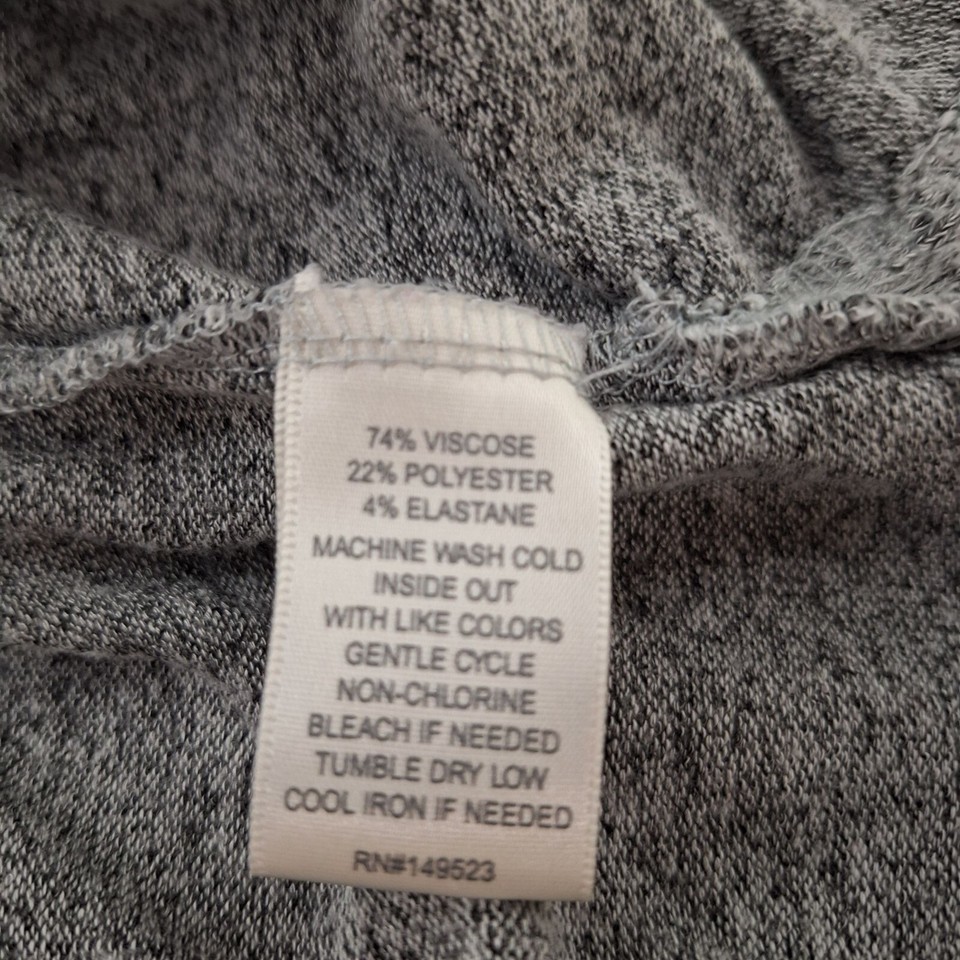 74% VISCOSE
22% POLYESTER
4% ELASTANE
MACHINE WASH COLD
INSIDE OUT
WITH LIKE COLORS
GENTLE CYCLE
NON-CHLORINE
BLEACH IF NEEDED
TUMBLE DRY LOW
COOL IRON IF NEEDED
RN#149523